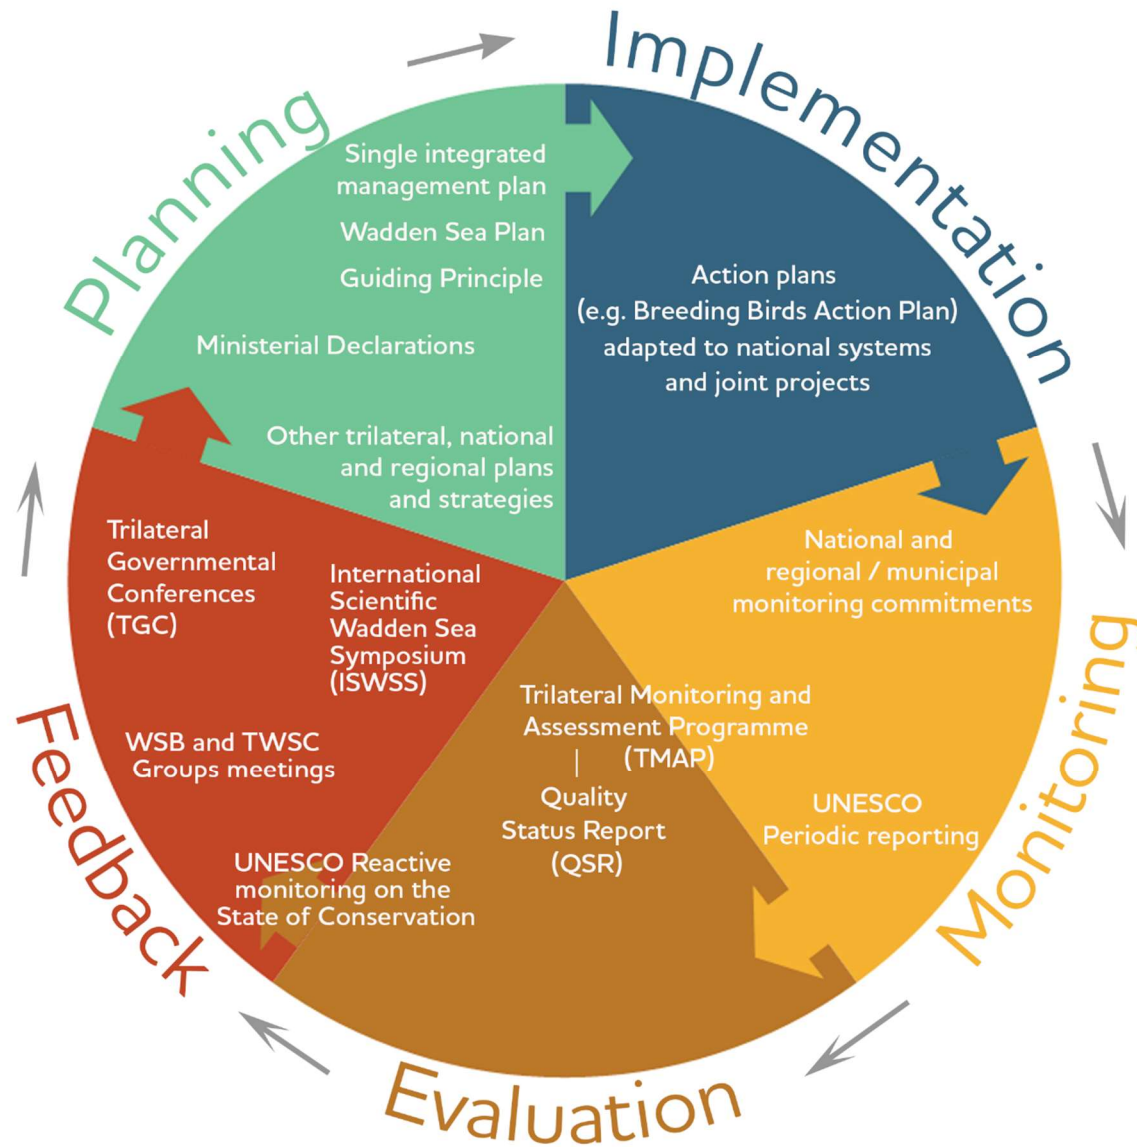 Planning
Single integrated
management plan
Wadden Sea Plan
Guiding Principle
Ministerial Declarations
Other trilateral, national
and regional plans
and strategies
Implementation
Action plans
(e.g. Breeding Birds Action Plan)
adapted to national systems
and joint projects
Monitoring
National and
regional / municipal
monitoring commitments
UNESCO
Periodic reporting
Trilateral Monitoring and
Assessment Programme
(TMAP)
Quality
Status Report
(QSR)
Evaluation
Feedback
Trilateral
Governmental
Conferences
(TGC)
International
Scientific
Wadden Sea
Symposium
(ISWSS)
WSB and TWSC
Groups meetings
UNESCO Reactive
monitoring on the
State of Conservation